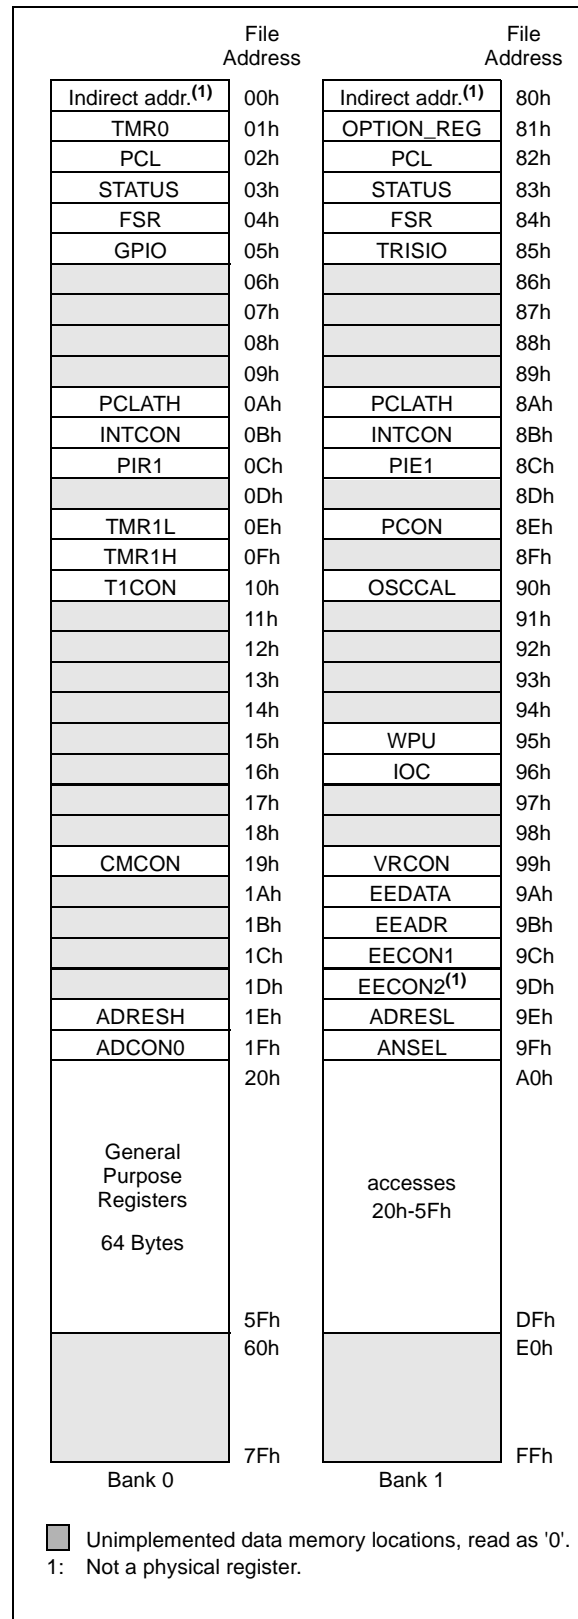 File Address File Address
Indirect addr.(1) 00h Indirect addr.(1) 80h
TMR0 01h OPTION_REG 81h
PCL 02h PCL 82h
STATUS 03h STATUS 83h
FSR 04h FSR 84h
GPIO 05h TRISIO 85h
06h 86h
07h 87h
08h 88h
09h 89h
PCLATH 0Ah PCLATH 8Ah
INTCON 0Bh INTCON 8Bh
PIR1 0Ch PIE1 8Ch
0Dh 8Dh
TMR1L 0Eh PCON 8Eh
TMR1H 0Fh 8Fh
T1CON 10h OSCCAL 90h
11h 91h
12h 92h
13h 93h
14h 94h
15h WPU 95h
16h IOC 96h
17h 97h
18h 98h
CMCON 19h VRCON 99h
1Ah EEDATA 9Ah
1Bh EEADR 9Bh
1Ch EECON1 9Ch
1Dh EECON2(1) 9Dh
ADRESH 1Eh ADRESL 9Eh
ADCON0 1Fh ANSEL 9Fh
20h A0h
General
Purpose
Registers
64 Bytes
accesses
20h-5Fh
5Fh DFh
60h E0h
7Fh FFh
Bank 0 Bank 1
Unimplemented data memory locations, read as '0'.
1: Not a physical register.